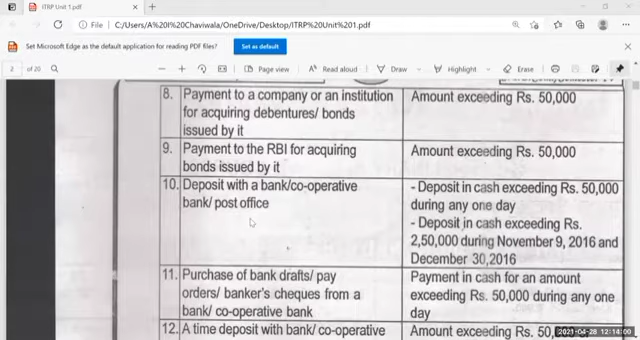 ITRP Unit 1.pdf
File | C:/Users/A%20I%20Chaviwala/OneDrive/Desktop/ITRP%20Unit%201.pdf
Set Microsoft Edge as the default application for reading PDF files? Set as default
2 of 20 Page view Read aloud Draw Highlight Erase
8. Payment to a company or an institution
for acquiring debentures/ bonds
issued by it
Amount exceeding Rs. 50,000
9. Payment to the RBI for acquiring
bonds issued by it
Amount exceeding Rs. 50,000
10. Deposit with a bank/co-operative
bank/ post office
- Deposit in cash exceeding Rs. 50,000
during any one day
- Deposit in cash exceeding Rs.
2,50,000 during November 9, 2016 and
December 30,2016
11. Purchase of bank drafts/ pay
orders/ banker's cheques from a
bank/ co-operative bank
Payment in cash for an amount
exceeding Rs. 50,000 during any one
day
12. A time deposit with bank/ co-operative
Amount exceeding Rs. 50,
2021-04-28 12:14:00